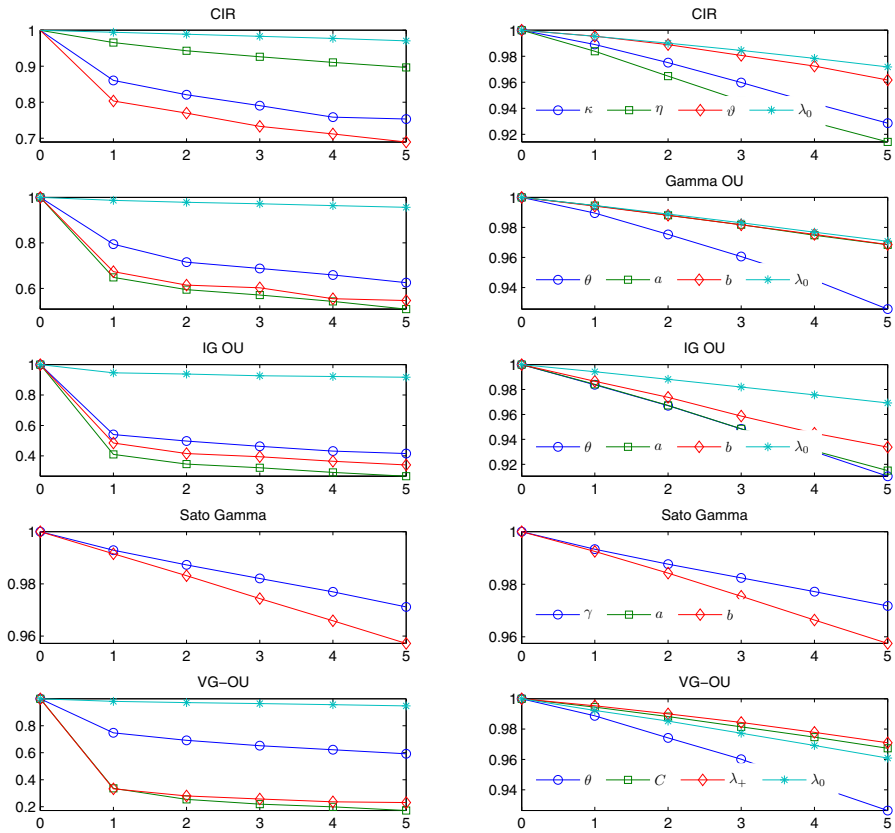 CIR
1
0.9
0.8
0.7
0 1 2 3 4 5
CIR
1
0.98
0.96
0.94
0.92
κ η ϑ λ₀
0 1 2 3 4 5
1
0.8
0.6
0 1 2 3 4 5
Gamma OU
1
0.98
0.96
0.94
θ a b λ₀
0 1 2 3 4 5
IG OU
1
0.8
0.6
0.4
0 1 2 3 4 5
IG OU
1
0.98
0.96
0.94
0.92
θ a b λ₀
0 1 2 3 4 5
Sato Gamma
1
0.98
0.96
0 1 2 3 4 5
Sato Gamma
1
0.98
0.96
γ a b
0 1 2 3 4 5
VG−OU
1
0.8
0.6
0.4
0.2
0 1 2 3 4 5
VG−OU
1
0.98
0.96
0.94
θ C λ₊ λ₀
0 1 2 3 4 5